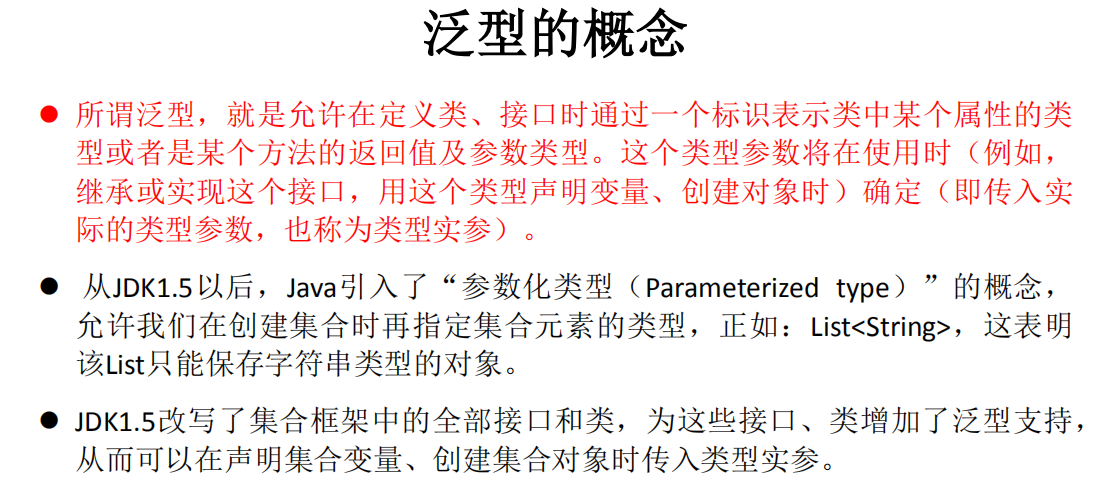 泛型的概念
● 所谓泛型，就是允许在定义类、接口时通过一个标识表示类中某个属性的类
型或者是某个方法的返回值及参数类型。这个类型参数将在使用时（例如，
继承或实现这个接口，用这个类型声明变量、创建对象时）确定（即传入实
际的类型参数，也称为类型实参）。
● 从JDK1.5以后，Java引入了“参数化类型（Parameterized type）”的概念，
允许我们在创建集合时再指定集合元素的类型，正如：List<String>，这表明
该List只能保存字符串类型的对象。
● JDK1.5改写了集合框架中的全部接口和类，为这些接口、类增加了泛型支持，
从而可以在声明集合变量、创建集合对象时传入类型实参。